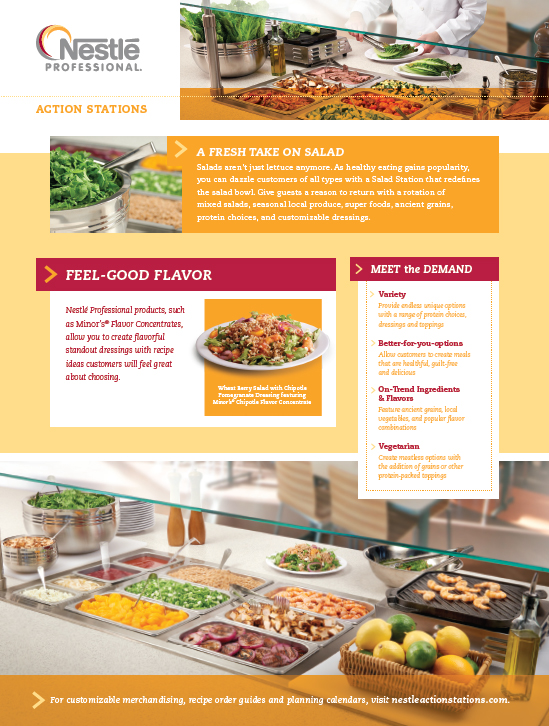 Nestlé
PROFESSIONAL.
ACTION STATIONS
A FRESH TAKE ON SALAD
Salads aren't just lettuce anymore. As healthy eating gains popularity,
you can dazzle customers of all types with a Salad Station that redefines
the salad bowl. Give guests a reason to return with a rotation of
mixed salads, seasonal local produce, super foods, ancient grains,
protein choices, and customizable dressings.
FEEL-GOOD FLAVOR
Nestlé Professional products, such
as Minor's® Flavor Concentrates,
allow you to create flavorful
standout dressings with recipe
ideas customers will feel great
about choosing.
Wheat Berry Salad with Chipotle
Pomegranate Dressing featuring
Minor's® Chipotle Flavor Concentrate
MEET the DEMAND
Variety
Provide endless unique options
with a range of protein choices,
dressings and toppings
Better-for-you-options
Allow customers to create meals
that are healthful, guilt-free
and delicious
On-Trend Ingredients
& Flavors
Feature ancient grains, local
vegetables, and popular flavor
combinations
Vegetarian
Create meatless options with
the addition of grains or other
protein-packed toppings
For customizable merchandising, recipe order guides and planning calendars, visit nestleactionstations.com.